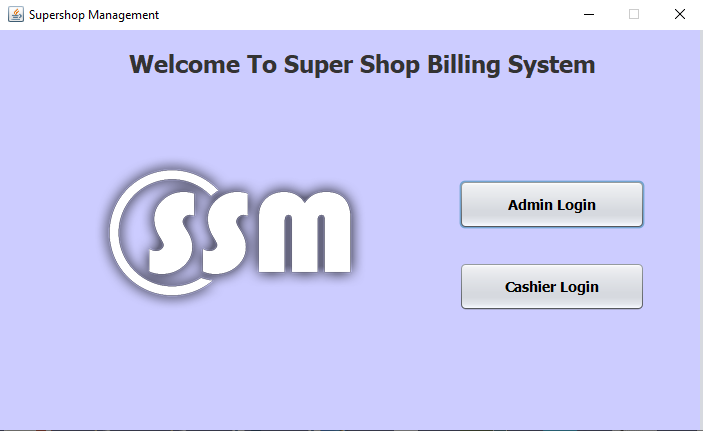 Supershop Management
Welcome To Super Shop Billing System
ssm
Admin Login
Cashier Login